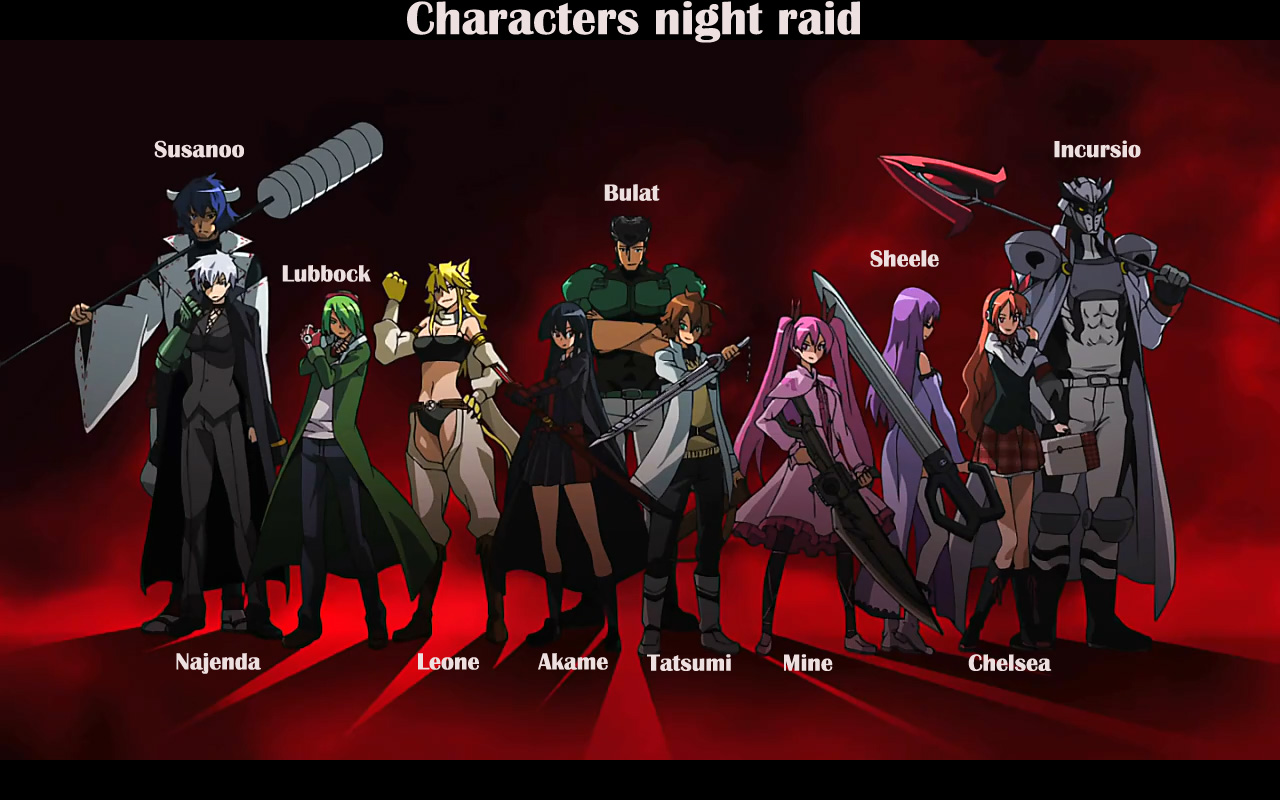 Characters night raid
Susanoo
Incursio
Bulat
Sheele
Lubbock
Najenda
Leone
Akame
Tatsumi
Mine
Chelsea